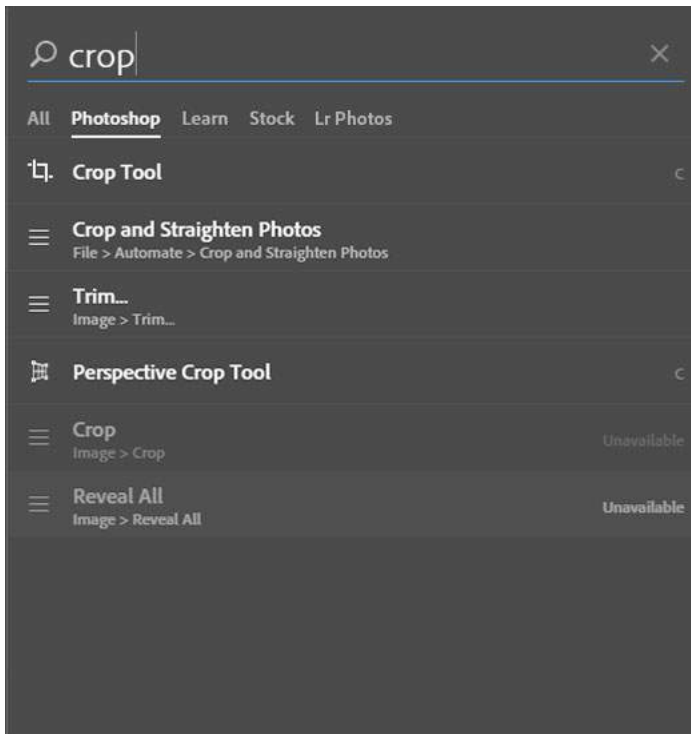 crop
All Photoshop Learn Stock Lr Photos
Crop Tool C
Crop and Straighten Photos
File > Automate > Crop and Straighten Photos
Trim...
Image > Trim...
Perspective Crop Tool C
Crop
Image > Crop Unavailable
Reveal All
Image > Reveal All Unavailable